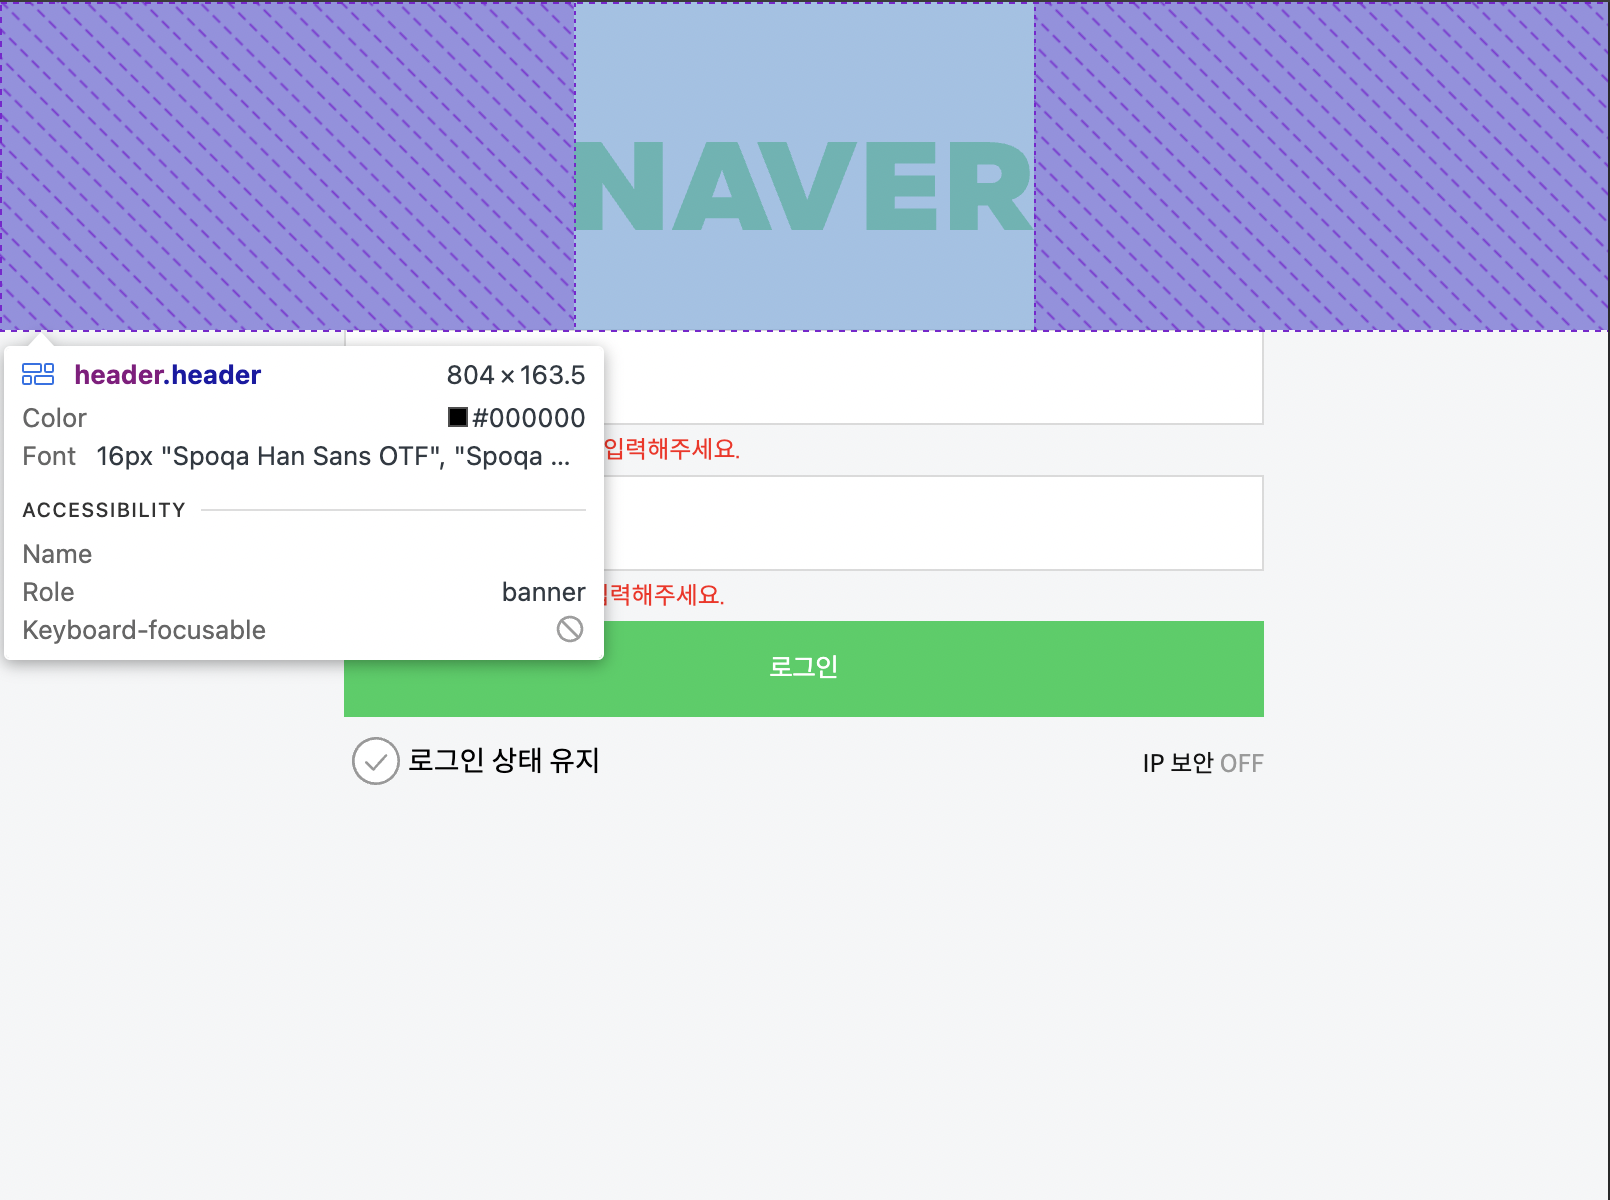 NAVER
header.header 804 × 163.5
Color #000000
Font 16px "Spoqa Han Sans OTF", "Spoqa ...
입력해주세요.
ACCESSIBILITY
Name
Role banner
력해주세요.
Keyboard-focusable
로그인
로그인 상태 유지
IP 보안 OFF